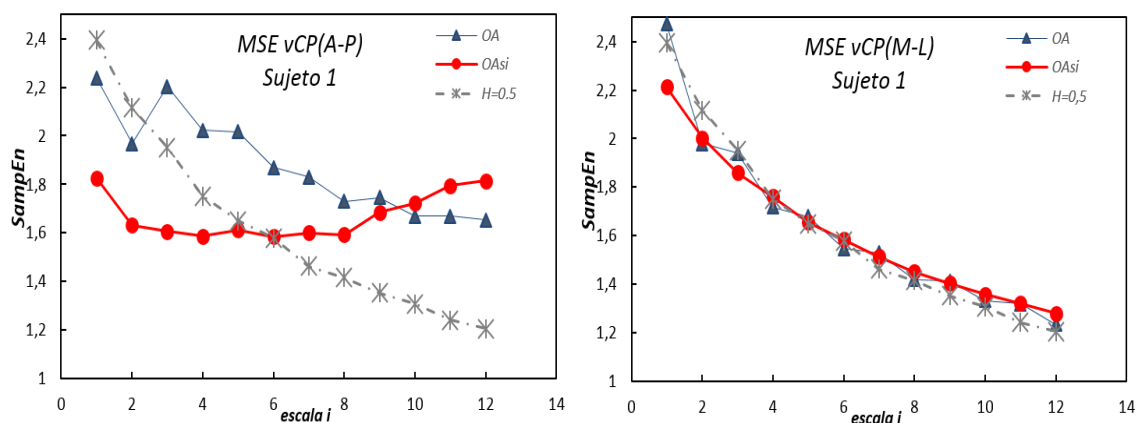 MSE vCP(A-P)
Sujeto 1
OA
OAsi
H=0.5
SampEn
2,4
2,2
2
1,8
1,6
1,4
1,2
1
0 2 4 6 8 10 12 14
escala i
MSE vCP(M-L)
Sujeto 1
OA
OAsi
H=0,5
SampEn
2,4
2,2
2
1,8
1,6
1,4
1,2
1
0 2 4 6 8 10 12 14
escala i